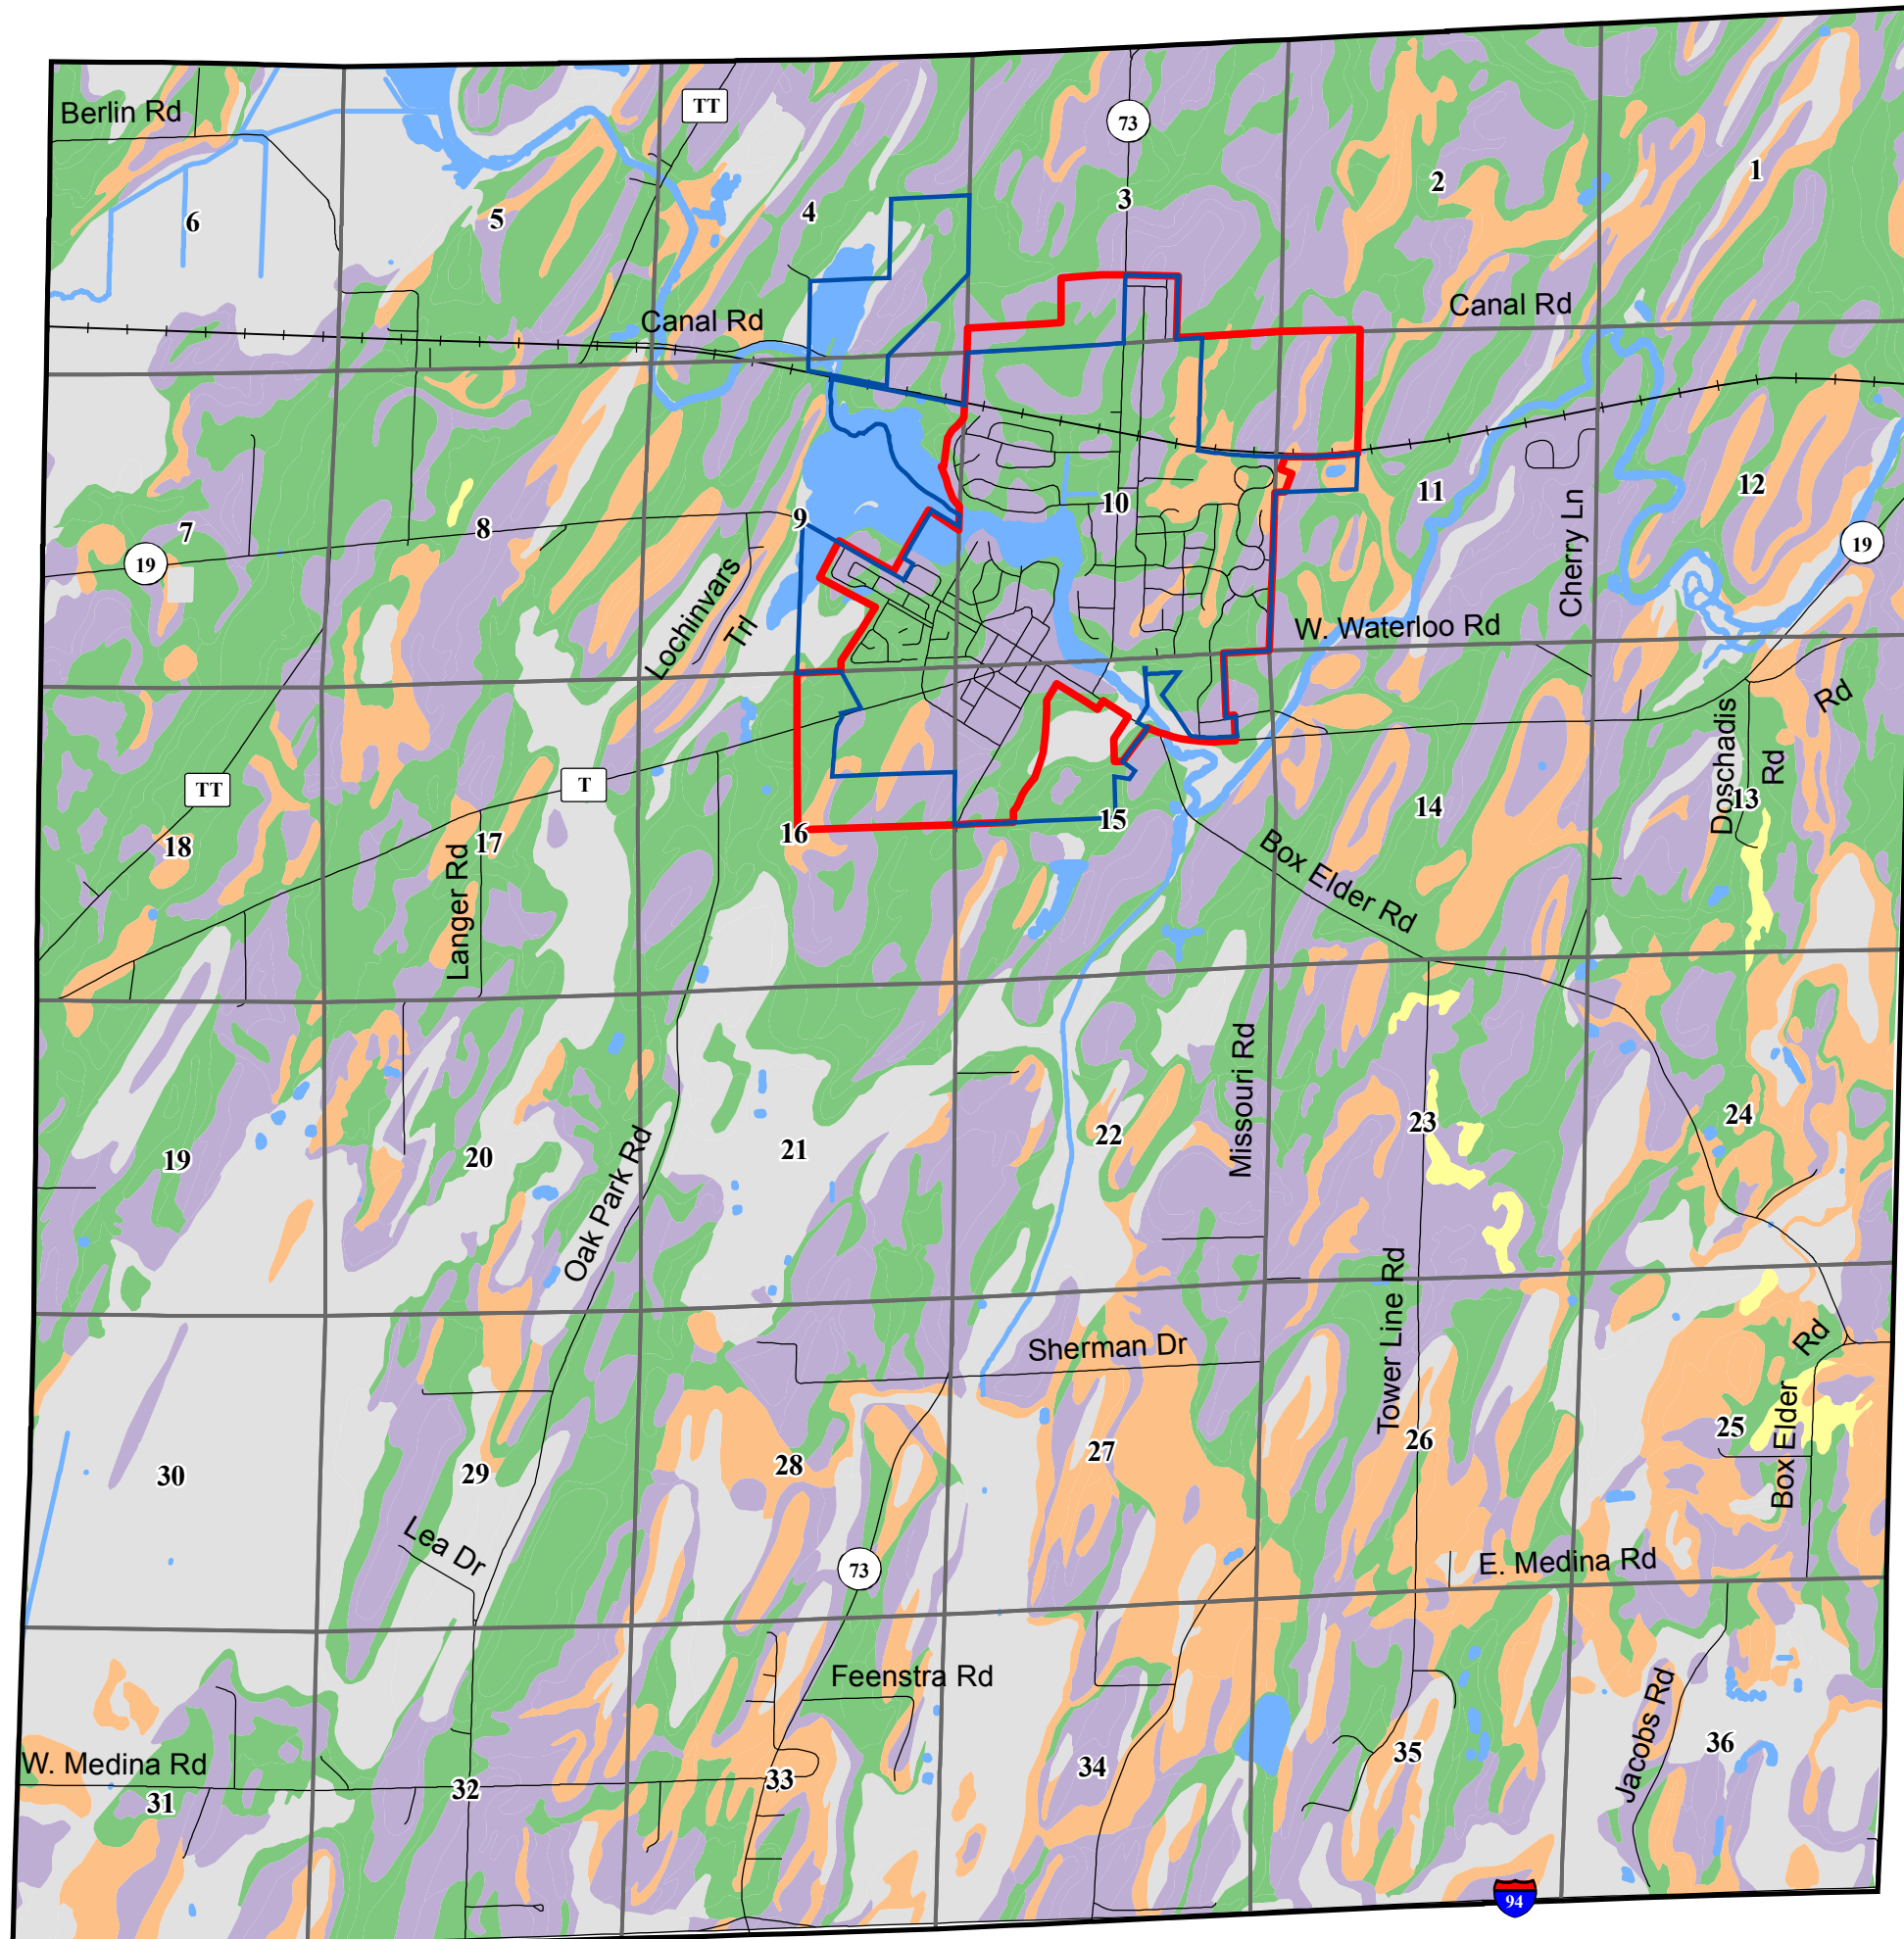 Berlin Rd
TT
73
1
2
3
4
5
6
Canal Rd
Canal Rd
7
8
9
10
11
12
19
19
Cherry Ln
Lochinvars
Trl
W. Waterloo Rd
Rd
Doschadis
Rd
TT
T
18
17
16
15
14
13
Langer Rd
Box Elder Rd
Missouri Rd
19
20
21
22
23
24
Oak Park Rd
Tower Line Rd
Sherman Dr
Rd
Box Elder
30
29
28
27
26
25
Lea Dr
73
E. Medina Rd
Feenstra Rd
Jacobs Rd
W. Medina Rd
31
32
33
34
35
36
94